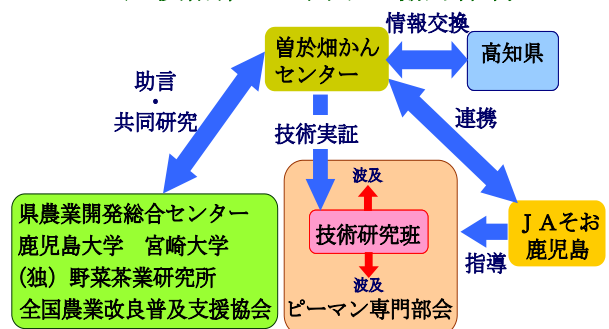 情報交換
曽於畑かん
センター
高知県
助言
・
共同研究
技術実証
連携
波及
県農業開発総合センター
鹿児島大学　宮崎大学
(独) 野菜茶業研究所
全国農業改良普及支援協会
技術研究班
ＪＡそお
鹿児島
指導
波及
ピーマン専門部会